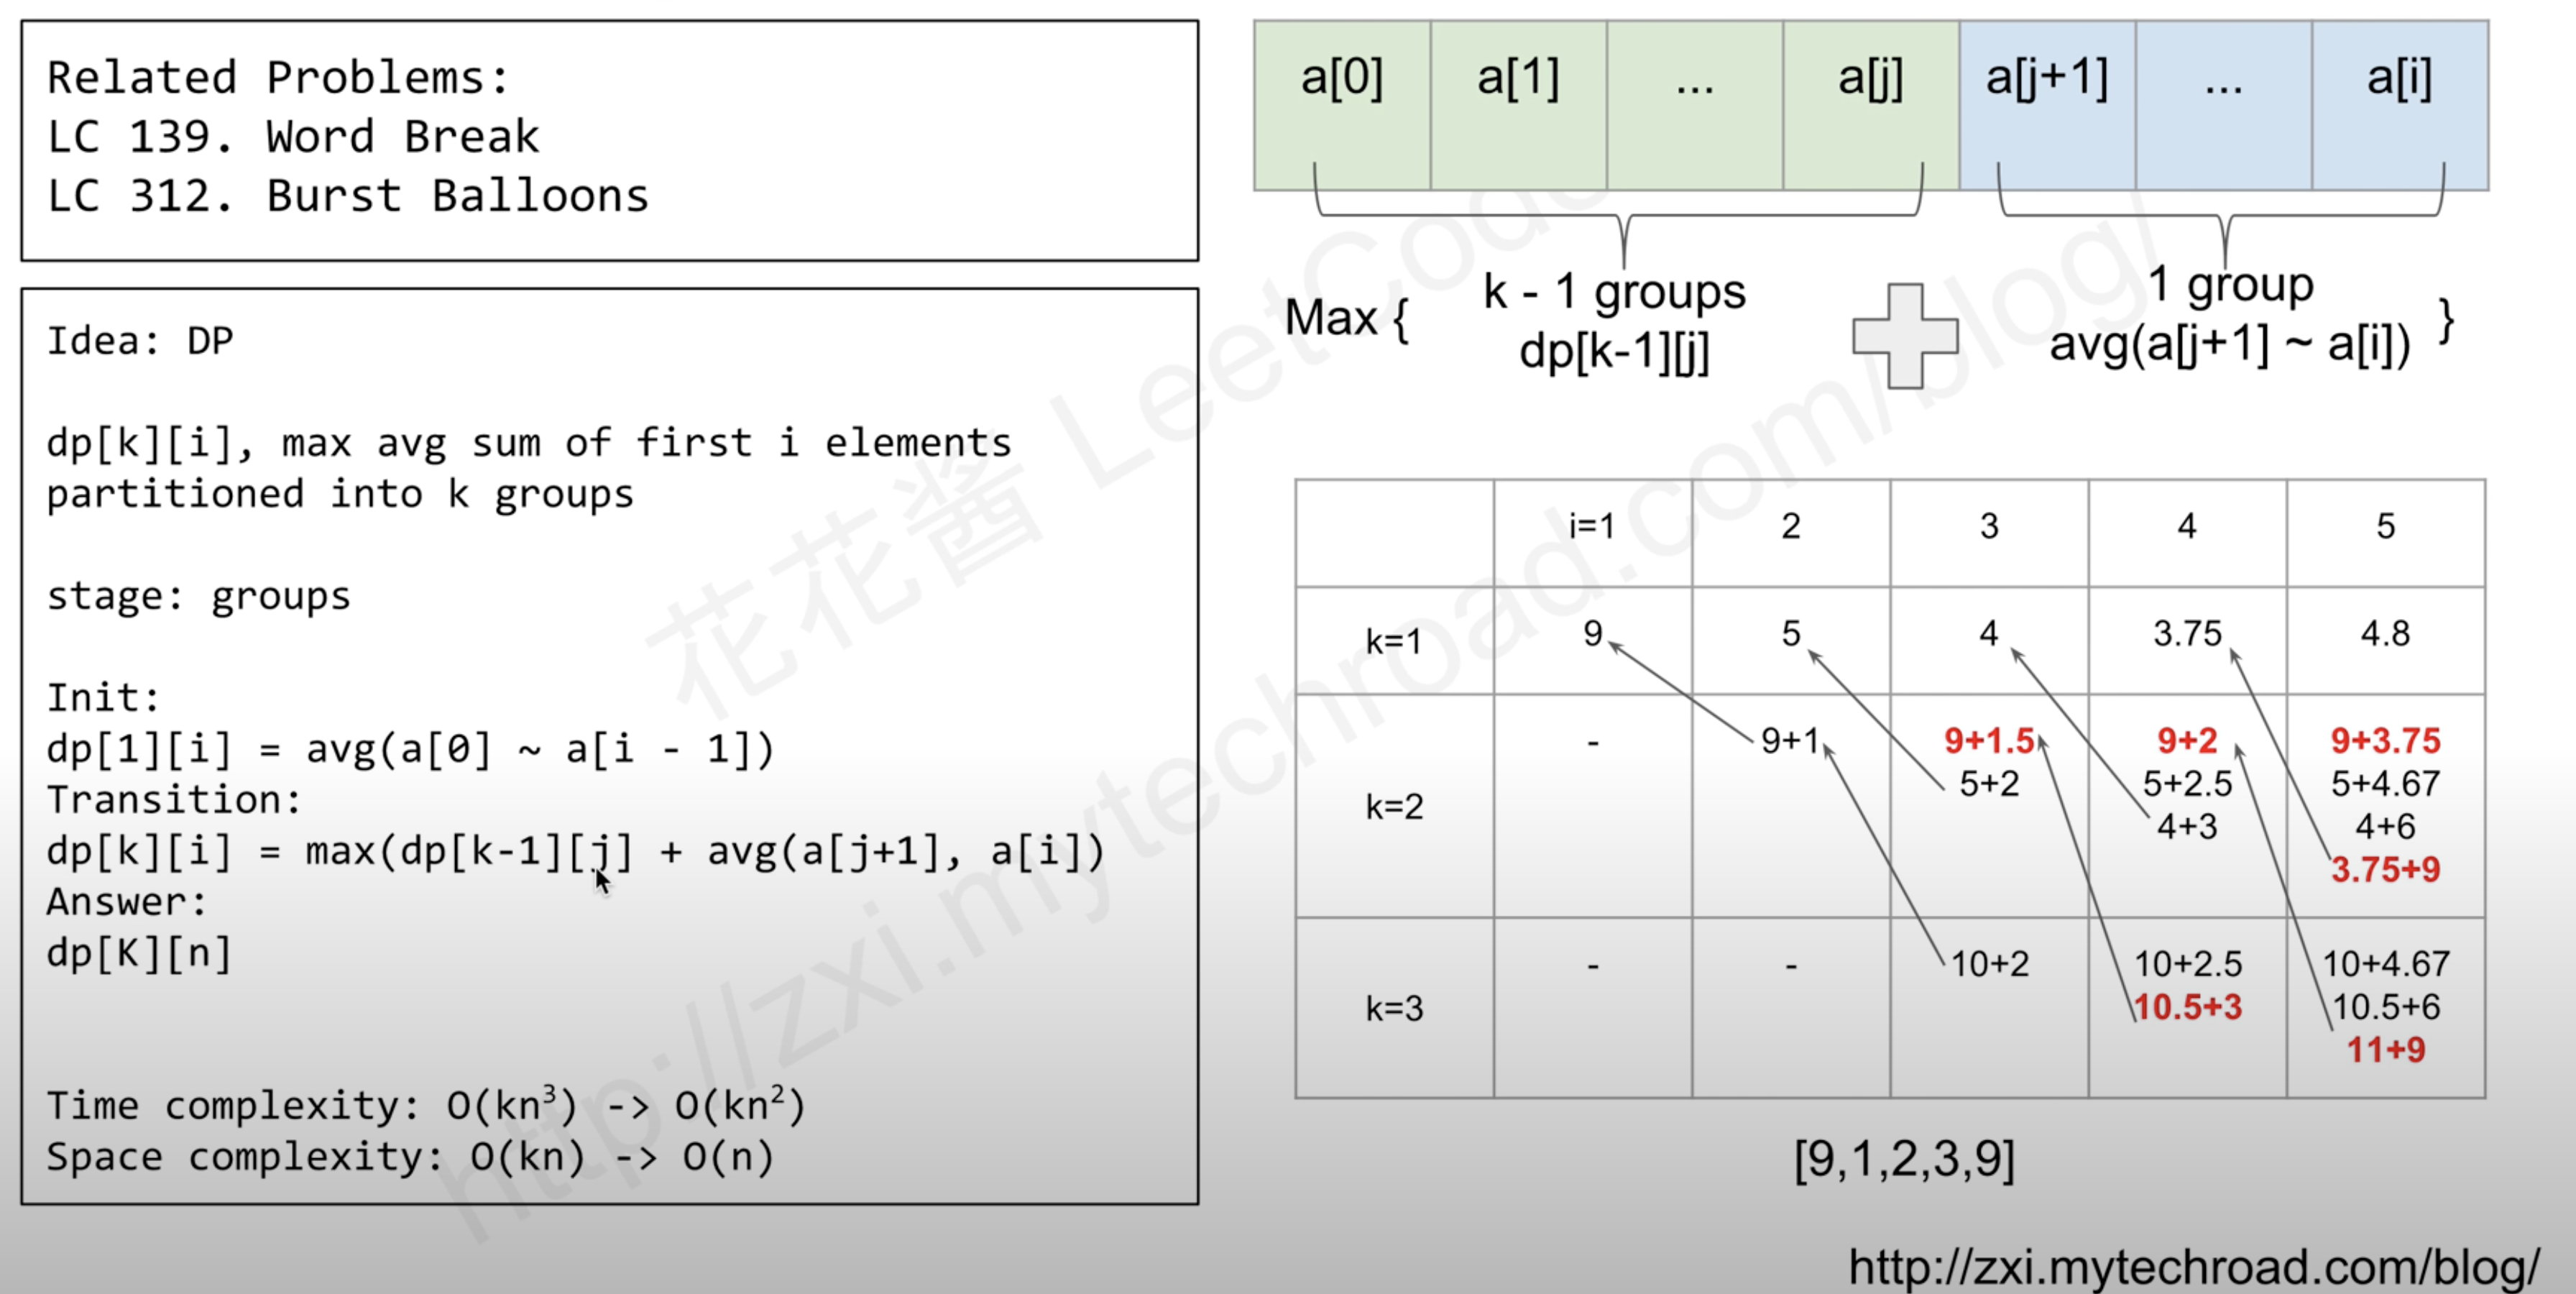 Related Problems:
LC 139. Word Break
LC 312. Burst Balloons
Idea: DP
dp[k][i], max avg sum of first i elements
partitioned into k groups
stage: groups
Init:
dp[1][i] = avg(a[0] ~ a[i - 1])
Transition:
dp[k][i] = max(dp[k-1][j] + avg(a[j+1], a[i])
Answer:
dp[K][n]
Time complexity: O(kn³) -> O(kn²)
Space complexity: O(kn) -> O(n)
a[0] a[1] ... a[j] a[j+1] ... a[i]
Max { k - 1 groups 1 group }
dp[k-1][j] avg(a[j+1] ~ a[i])
i=1 2 3 4 5
k=1 9 5 4 3.75 4.8
k=2 - 9+1 9+1.5 9+2 9+3.75
5+2 5+2.5 5+4.67
4+3 4+6
3.75+9
k=3 - - 10+2 10+2.5 10+4.67
10.5+3 10.5+6
11+9
[9,1,2,3,9]
http://zxi.mytechroad.com/blog/
花花酱 LeetCode
http://zxi.mytechroad.com/blog/